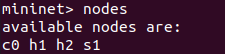 mininet> nodes
available nodes are:
c0 h1 h2 s1